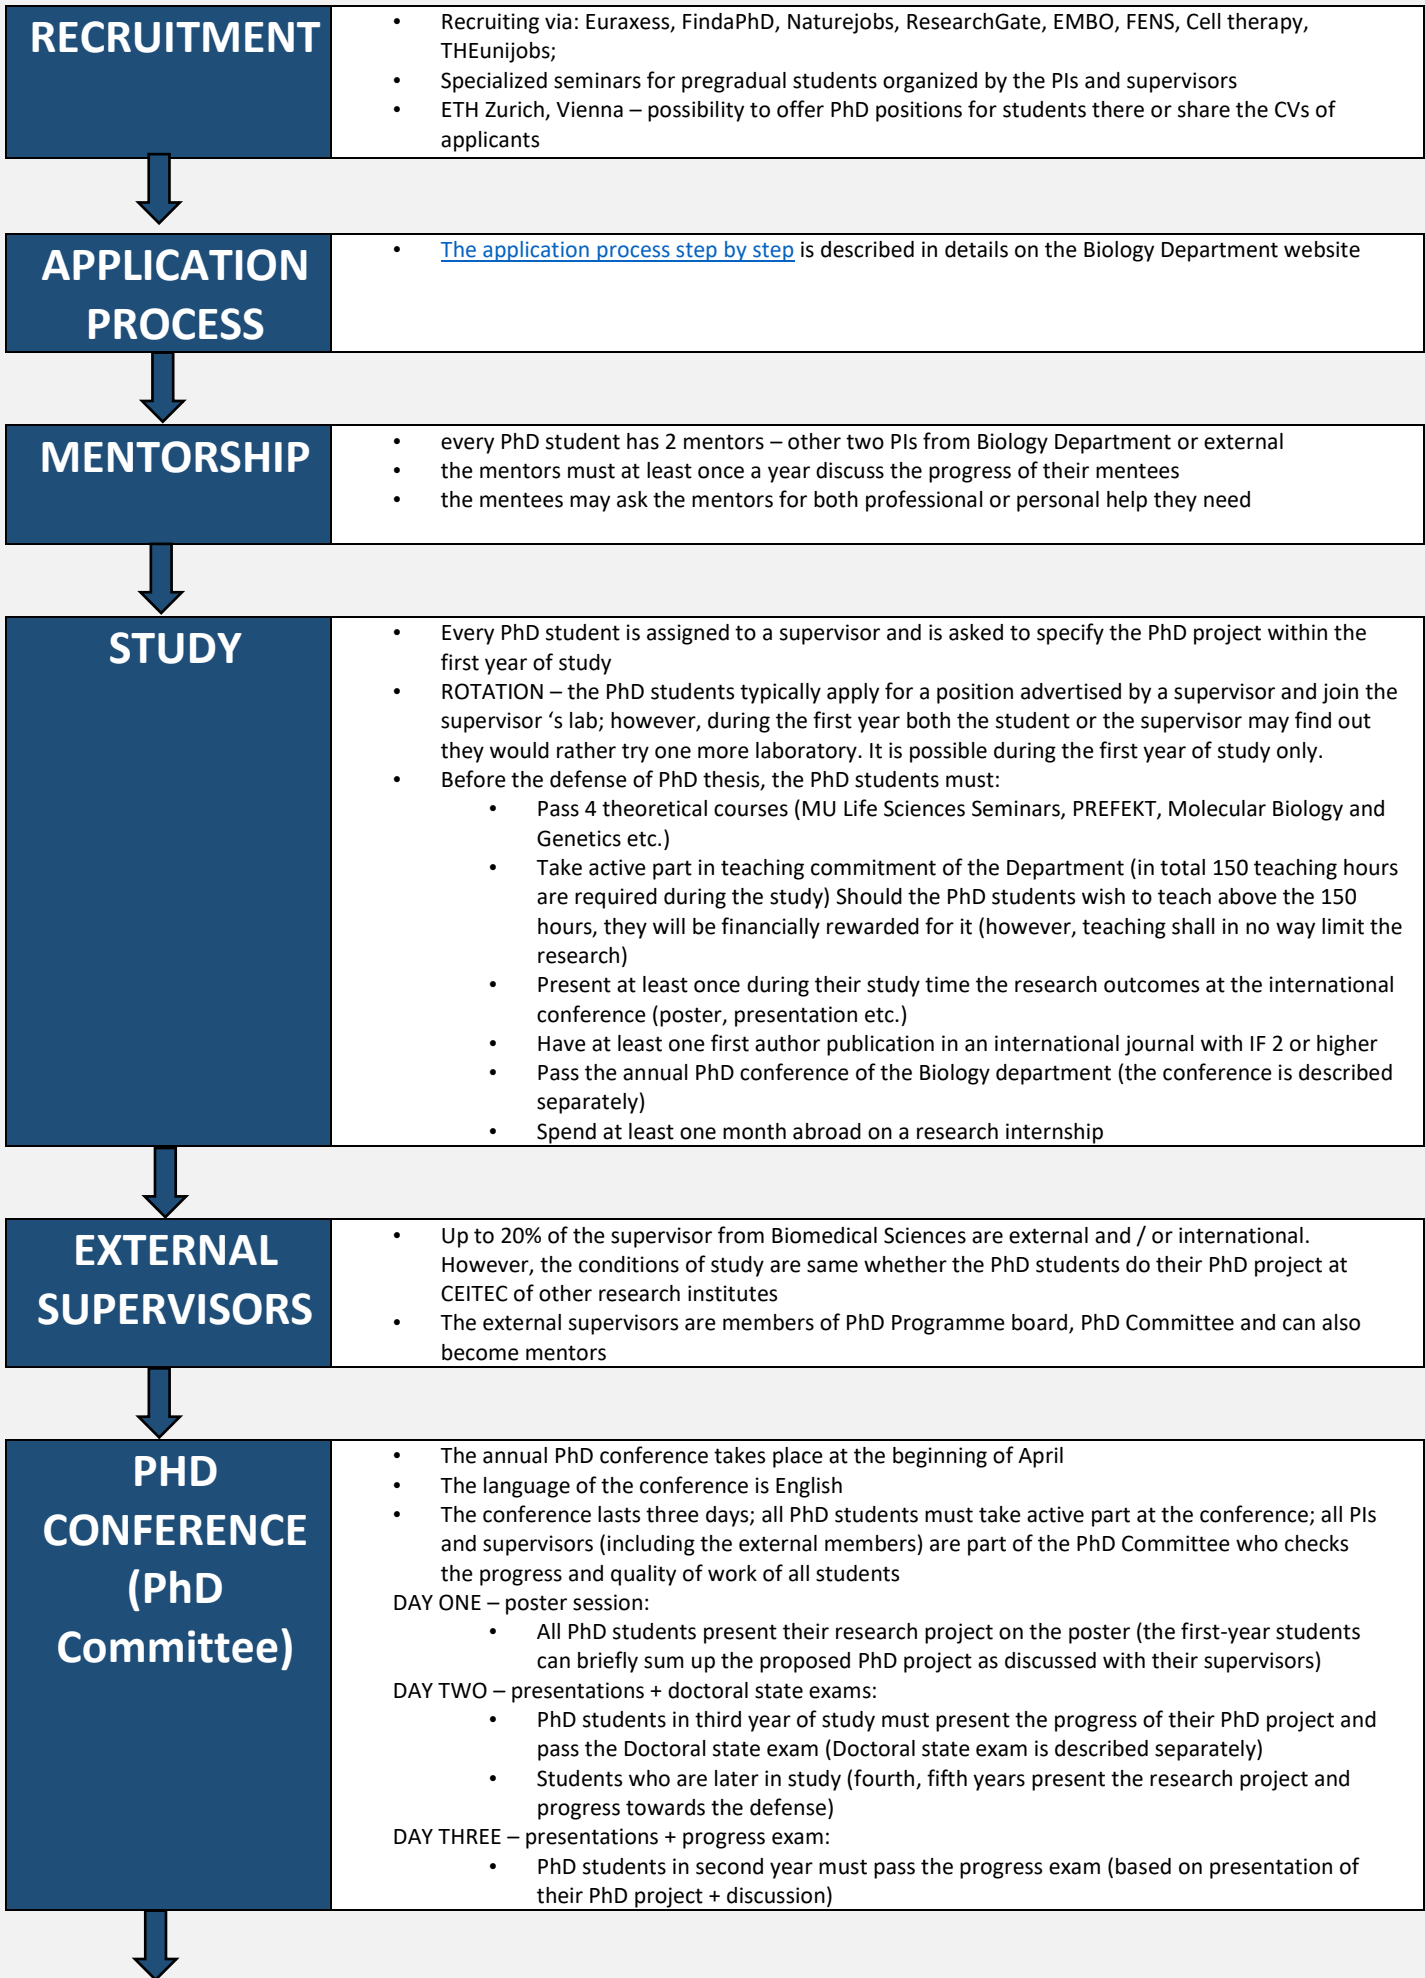 RECRUITMENT
• Recruiting via: Euraxess, FindaPhD, Naturejobs, ResearchGate, EMBO, FENS, Cell therapy,
THEunijobs;
• Specialized seminars for pregradual students organized by the PIs and supervisors
• ETH Zurich, Vienna – possibility to offer PhD positions for students there or share the CVs of
applicants
APPLICATION
PROCESS
• The application process step by step is described in details on the Biology Department website
MENTORSHIP
• every PhD student has 2 mentors – other two PIs from Biology Department or external
• the mentors must at least once a year discuss the progress of their mentees
• the mentees may ask the mentors for both professional or personal help they need
STUDY
• Every PhD student is assigned to a supervisor and is asked to specify the PhD project within the
first year of study
• ROTATION – the PhD students typically apply for a position advertised by a supervisor and join the
supervisor ‘s lab; however, during the first year both the student or the supervisor may find out
they would rather try one more laboratory. It is possible during the first year of study only.
• Before the defense of PhD thesis, the PhD students must:
• Pass 4 theoretical courses (MU Life Sciences Seminars, PREFEKT, Molecular Biology and
Genetics etc.)
• Take active part in teaching commitment of the Department (in total 150 teaching hours
are required during the study) Should the PhD students wish to teach above the 150
hours, they will be financially rewarded for it (however, teaching shall in no way limit the
research)
• Present at least once during their study time the research outcomes at the international
conference (poster, presentation etc.)
• Have at least one first author publication in an international journal with IF 2 or higher
• Pass the annual PhD conference of the Biology department (the conference is described
separately)
• Spend at least one month abroad on a research internship
EXTERNAL
SUPERVISORS
• Up to 20% of the supervisor from Biomedical Sciences are external and / or international.
However, the conditions of study are same whether the PhD students do their PhD project at
CEITEC of other research institutes
• The external supervisors are members of PhD Programme board, PhD Committee and can also
become mentors
PHD
CONFERENCE
(PhD
Committee)
• The annual PhD conference takes place at the beginning of April
• The language of the conference is English
• The conference lasts three days; all PhD students must take active part at the conference; all PIs
and supervisors (including the external members) are part of the PhD Committee who checks
the progress and quality of work of all students
DAY ONE – poster session:
• All PhD students present their research project on the poster (the first-year students
can briefly sum up the proposed PhD project as discussed with their supervisors)
DAY TWO – presentations + doctoral state exams:
• PhD students in third year of study must present the progress of their PhD project and
pass the Doctoral state exam (Doctoral state exam is described separately)
• Students who are later in study (fourth, fifth years present the research project and
progress towards the defense)
DAY THREE – presentations + progress exam:
• PhD students in second year must pass the progress exam (based on presentation of
their PhD project + discussion)